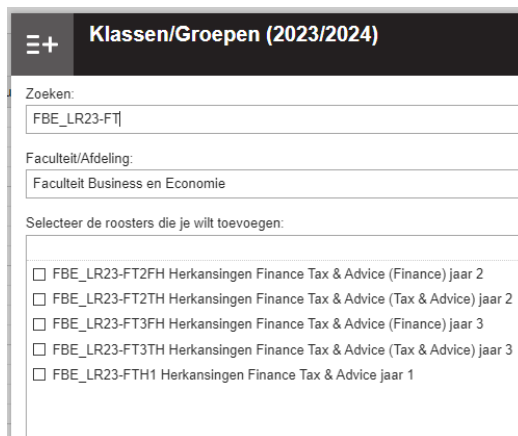 Klassen/Groepen (2023/2024)
Zoeken:
FBE_LR23-FT
Faculteit/Afdeling:
Faculteit Business en Economie
Selecteer de roosters die je wilt toevoegen:
FBE_LR23-FT2FH Herkansingen Finance Tax & Advice (Finance) jaar 2
FBE_LR23-FT2TH Herkansingen Finance Tax & Advice (Tax & Advice) jaar 2
FBE_LR23-FT3FH Herkansingen Finance Tax & Advice (Finance) jaar 3
FBE_LR23-FT3TH Herkansingen Finance Tax & Advice (Tax & Advice) jaar 3
FBE_LR23-FTH1 Herkansingen Finance Tax & Advice jaar 1